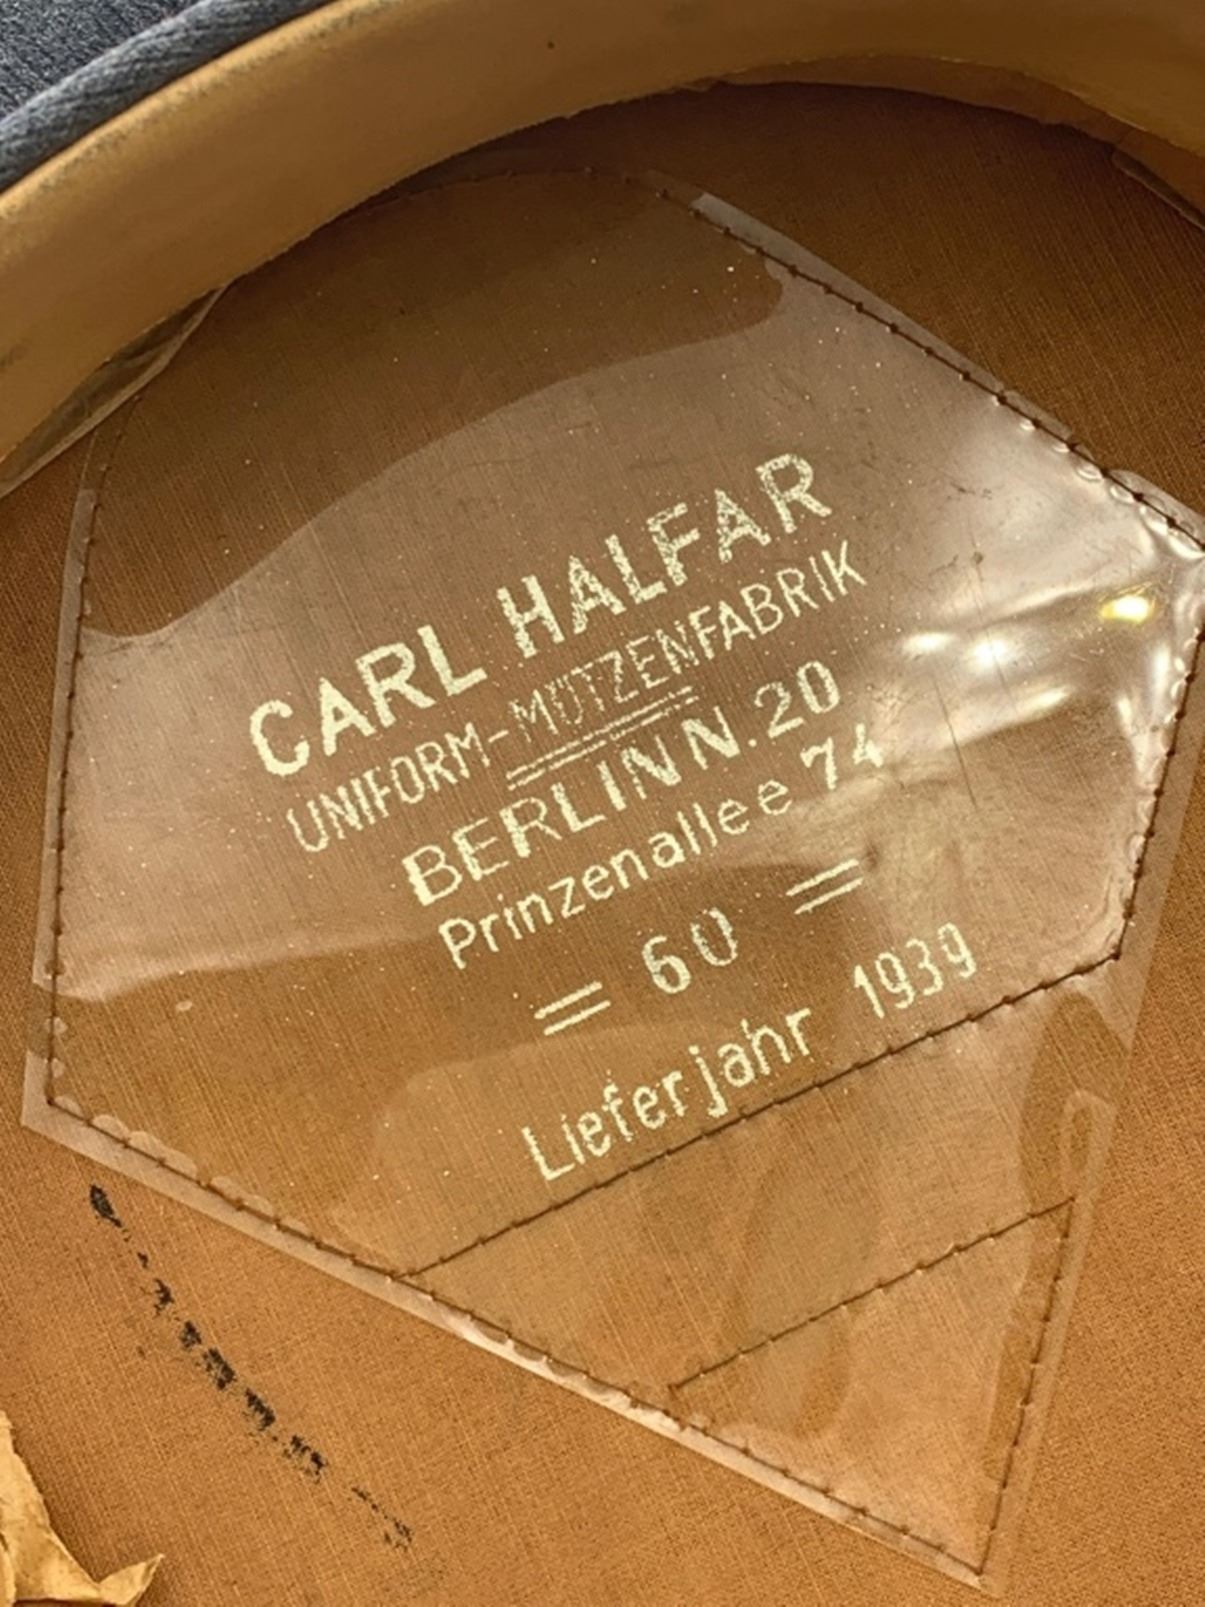 CARL HALFAR
UNIFORM-MÜTZENFABRIK
BERLIN N. 20
Prinzenallee 74
= 60 =
Lieferjahr 1939